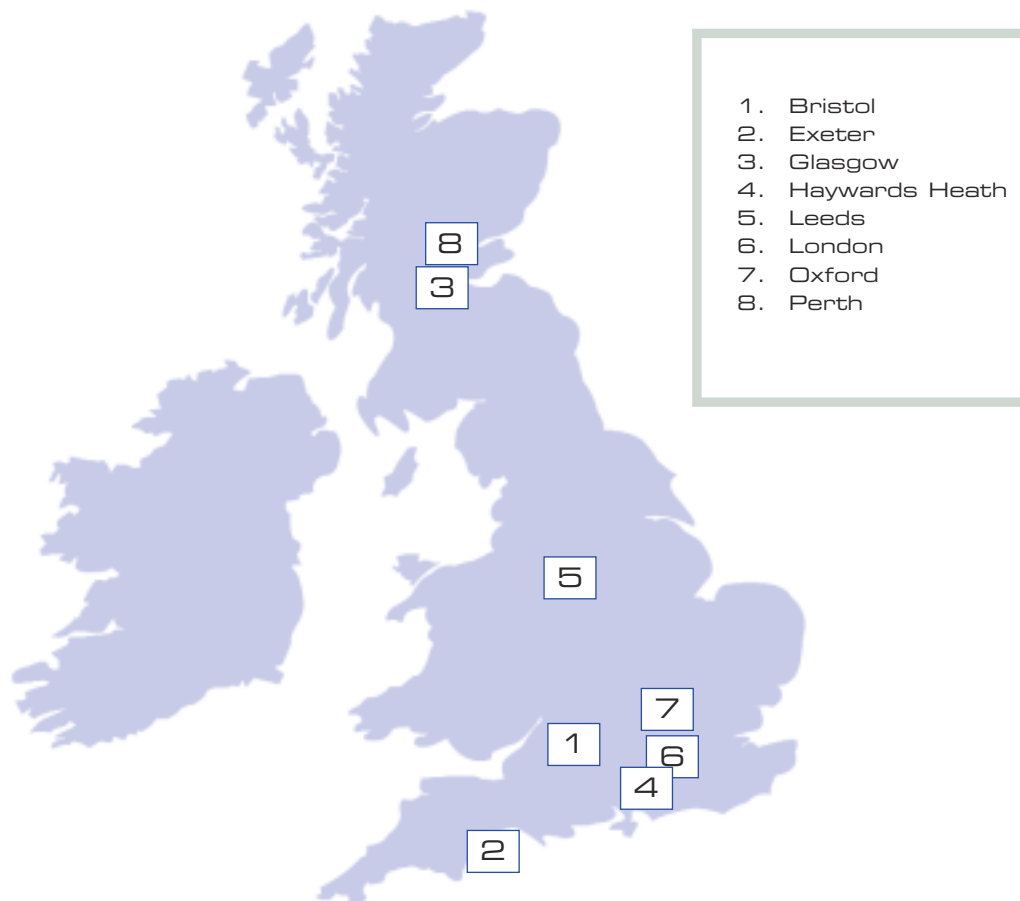 1. Bristol
2. Exeter
3. Glasgow
4. Haywards Heath
5. Leeds
6. London
7. Oxford
8. Perth
8
3
5
7
1
6
4
2